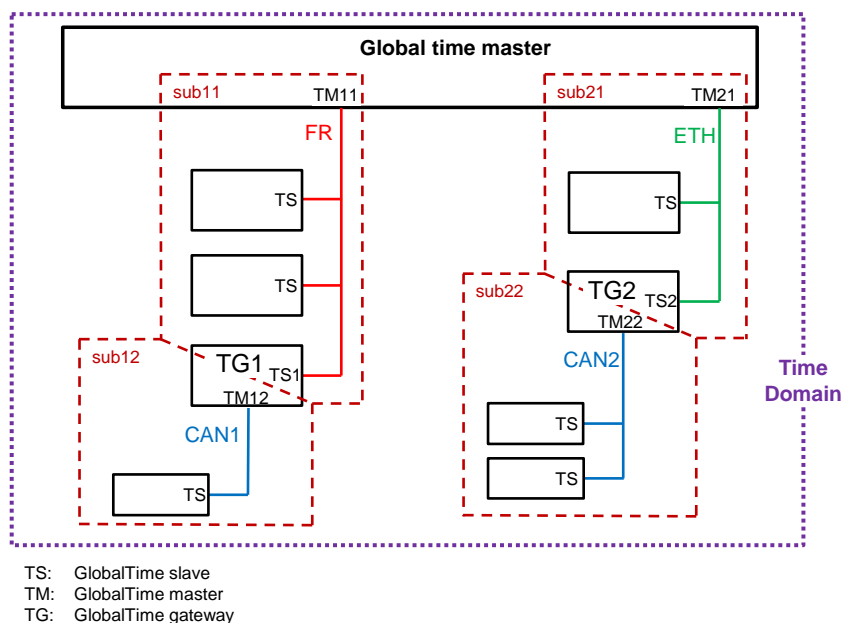 Global time master
sub11
TM11
sub21
TM21
FR
ETH
TS
TS
TS
sub22
TG2
TS2
TM22
sub12
TG1
TS1
TM12
CAN2
Time
Domain
CAN1
TS
TS
TS
TS: GlobalTime slave
TM: GlobalTime master
TG: GlobalTime gateway